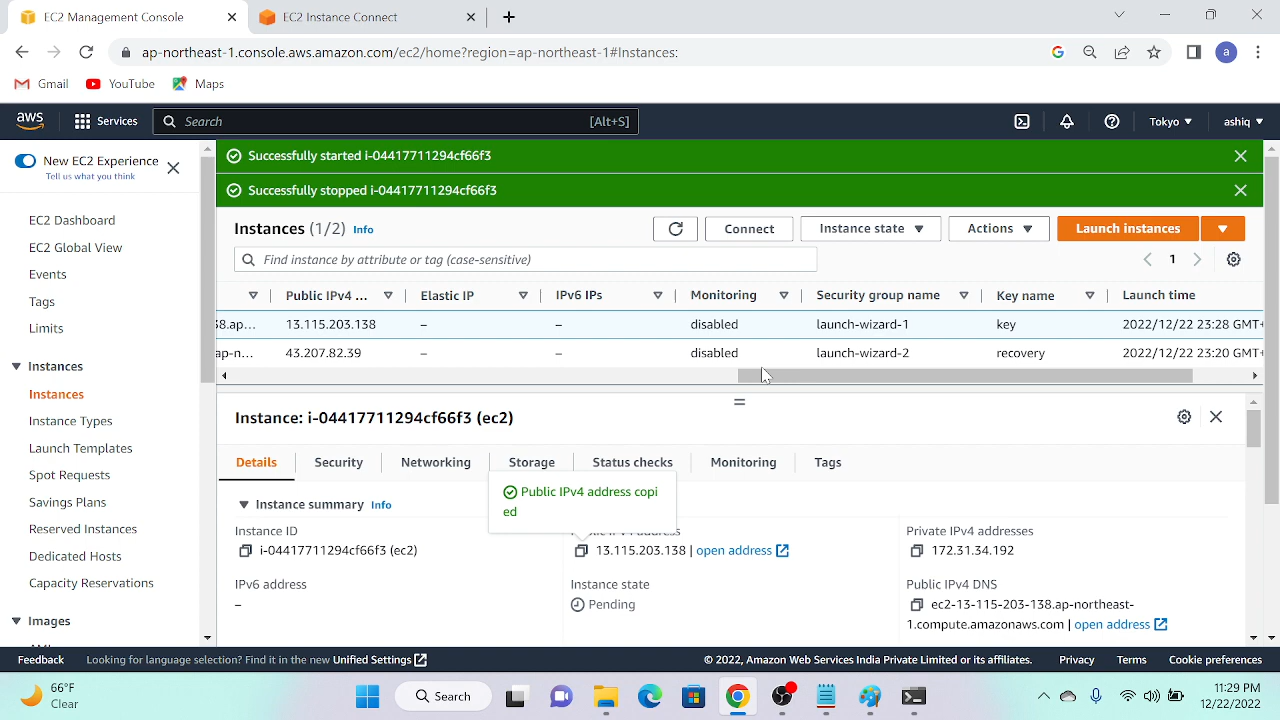 EC2 Management Console
EC2 Instance Connect
ap-northeast-1.console.aws.amazon.com/ec2/home?region=ap-northeast-1#Instances:
a
Gmail
YouTube
Maps
aws
Services
Search
[Alt+S]
Tokyo
ashiq
New EC2 Experience
Tell us what you think
Successfully started i-04417711294cf66f3
Successfully stopped i-04417711294cf66f3
EC2 Dashboard
EC2 Global View
Events
Tags
Limits
Instances
Instances
Instance Types
Launch Templates
Spot Requests
Savings Plans
Reserved Instances
Dedicated Hosts
Capacity Reservations
Images
Instances (1/2) Info
Connect
Instance state
Actions
Launch instances
Find instance by attribute or tag (case-sensitive)
1
Public IPv4 ...
Elastic IP
IPv6 IPs
Monitoring
Security group name
Key name
Launch time
38.ap... 13.115.203.138 – – disabled launch-wizard-1 key 2022/12/22 23:28 GMT+
ap-n... 43.207.82.39 – – disabled launch-wizard-2 recovery 2022/12/22 23:20 GMT+
Instance: i-04417711294cf66f3 (ec2)
Details
Security
Networking
Storage
Status checks
Monitoring
Tags
Public IPv4 address copi
ed
Instance summary Info
Instance ID
i-04417711294cf66f3 (ec2)
Public IPv4 address
13.115.203.138 | open address
Private IPv4 addresses
172.31.34.192
IPv6 address
–
Instance state
Pending
Public IPv4 DNS
ec2-13-115-203-138.ap-northeast-
1.compute.amazonaws.com | open address
Feedback
Looking for language selection? Find it in the new Unified Settings
© 2022, Amazon Web Services India Private Limited or its affiliates.
Privacy
Terms
Cookie preferences
66°F
Clear
Search
11:29 PM
12/22/2022